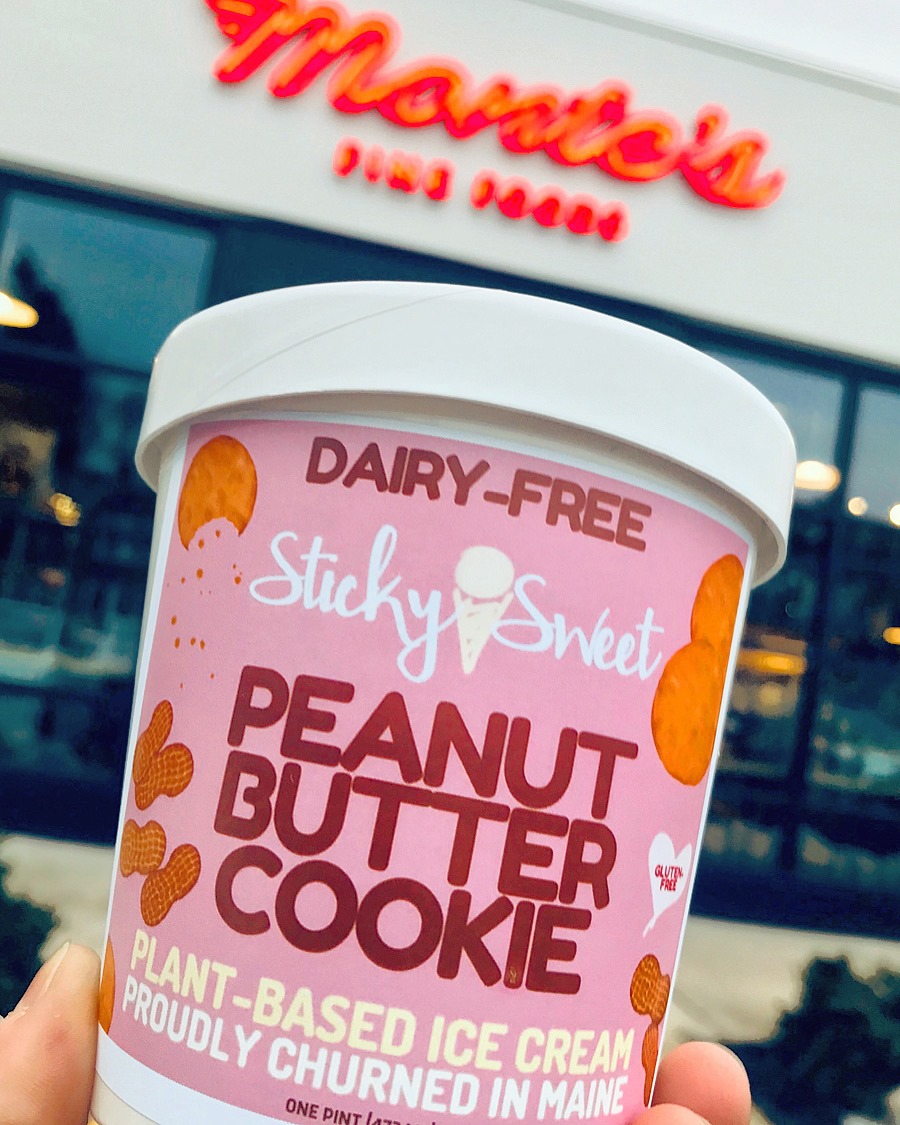 Monte's
FINE FOODS
DAIRY-FREE
Sticky Sweet
PEANUT
BUTTER
COOKIE
GLUTEN-
FREE
PLANT-BASED ICE CREAM
PROUDLY CHURNED IN MAINE
ONE PINT